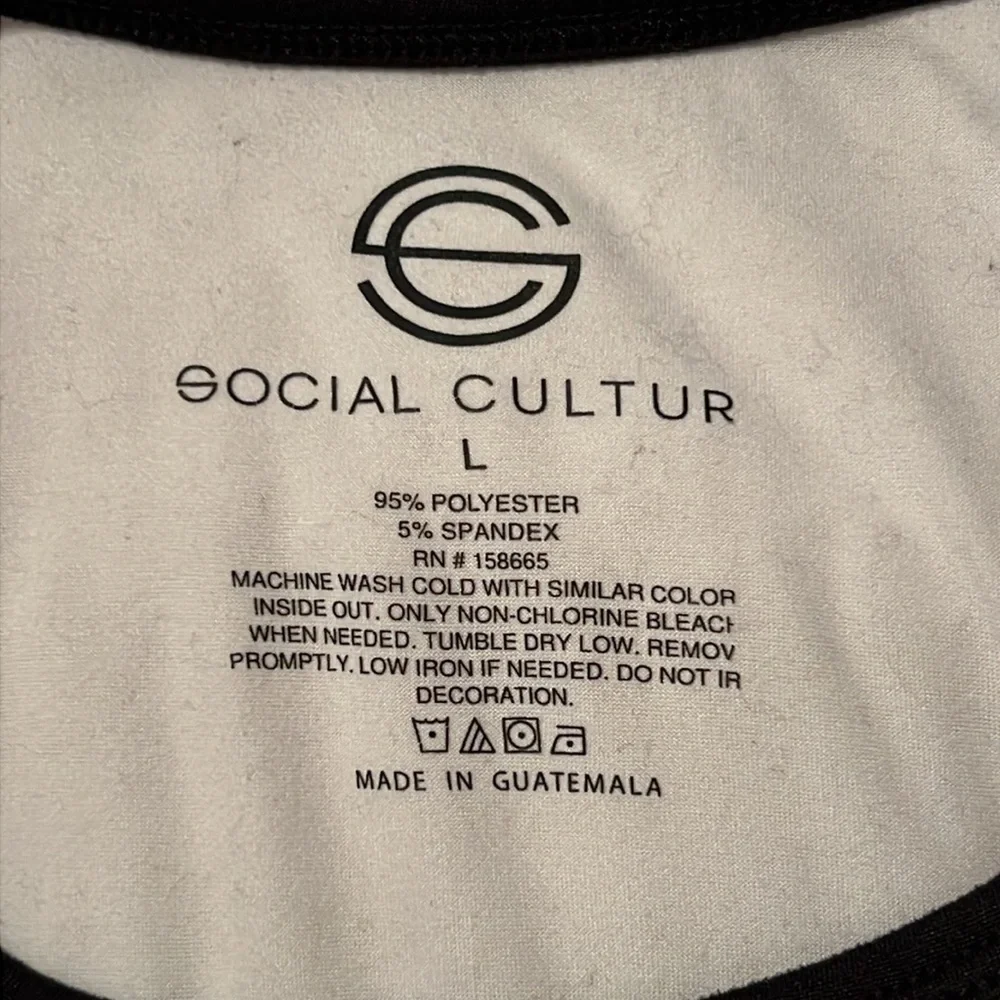 SOCIAL CULTUR
L
95% POLYESTER
5% SPANDEX
RN # 158665
MACHINE WASH COLD WITH SIMILAR COLOR
INSIDE OUT. ONLY NON-CHLORINE BLEACH
WHEN NEEDED. TUMBLE DRY LOW. REMOV
PROMPTLY. LOW IRON IF NEEDED. DO NOT IR
DECORATION.
MADE IN GUATEMALA